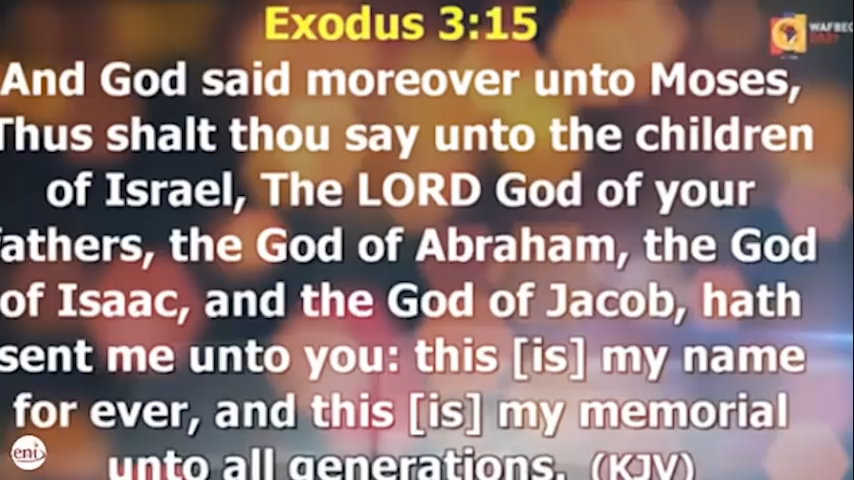 Exodus 3:15
WAFBEC
And God said moreover unto Moses,
Thus shalt thou say unto the children
of Israel, The LORD God of your
fathers, the God of Abraham, the God
of Isaac, and the God of Jacob, hath
sent me unto you: this [is] my name
for ever, and this [is] my memorial
eni
unto all generations. (KJV)